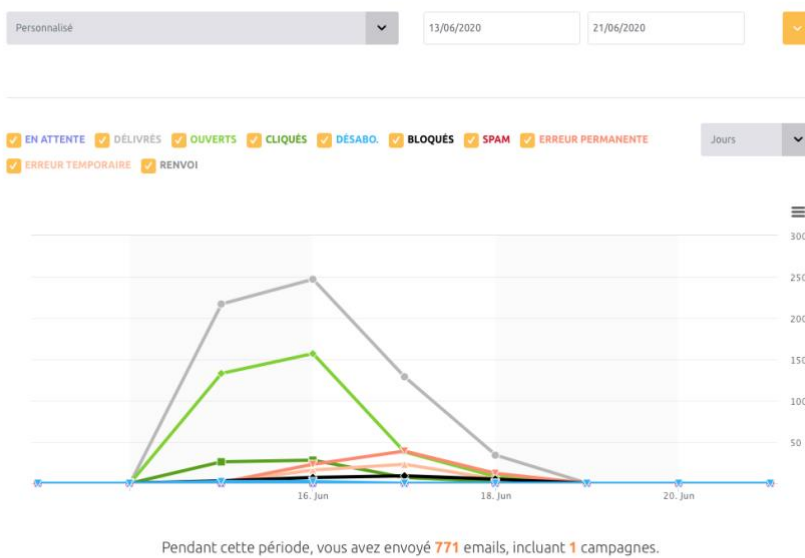 Personnalisé 13/06/2020 21/06/2020
EN ATTENTE DÉLIVRÉS OUVERTS CLIQUÉS DÉSABO. BLOQUÉS SPAM ERREUR PERMANENTE Jours
ERREUR TEMPORAIRE RENVOI
300
250
200
150
100
50
16. Jun 18. Jun 20. Jun
Pendant cette période, vous avez envoyé 771 emails, incluant 1 campagnes.